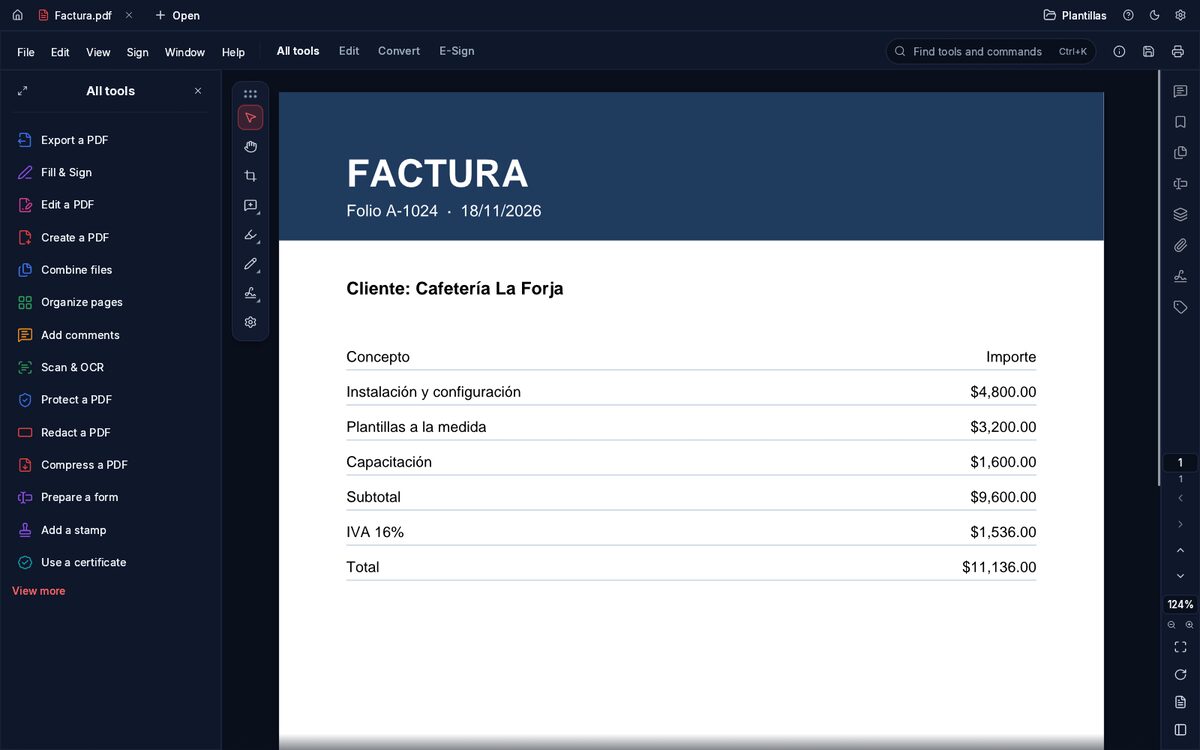 Factura.pdf
Open
Plantillas
File Edit View Sign Window Help
All tools Edit Convert E-Sign
Find tools and commands Ctrl+K
All tools
Export a PDF
Fill & Sign
Edit a PDF
Create a PDF
Combine files
Organize pages
Add comments
Scan & OCR
Protect a PDF
Redact a PDF
Compress a PDF
Prepare a form
Add a stamp
Use a certificate
View more
FACTURA
Folio A-1024 · 18/11/2026
Cliente: Cafetería La Forja
Concepto Importe
Instalación y configuración $4,800.00
Plantillas a la medida $3,200.00
Capacitación $1,600.00
Subtotal $9,600.00
IVA 16% $1,536.00
Total $11,136.00
1
1
124%